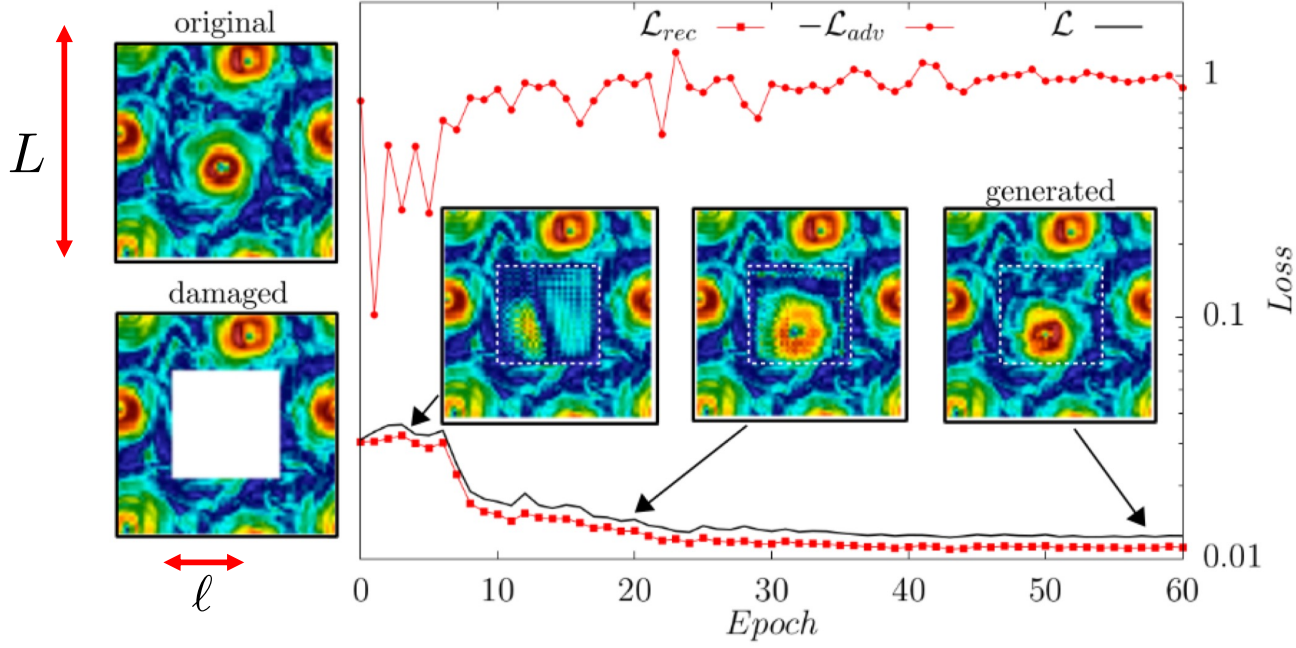 original
L
damaged
ℓ
ℒ_rec −ℒ_adv ℒ
generated
1
0.1
0.01
Loss
0 10 20 30 40 50 60
Epoch